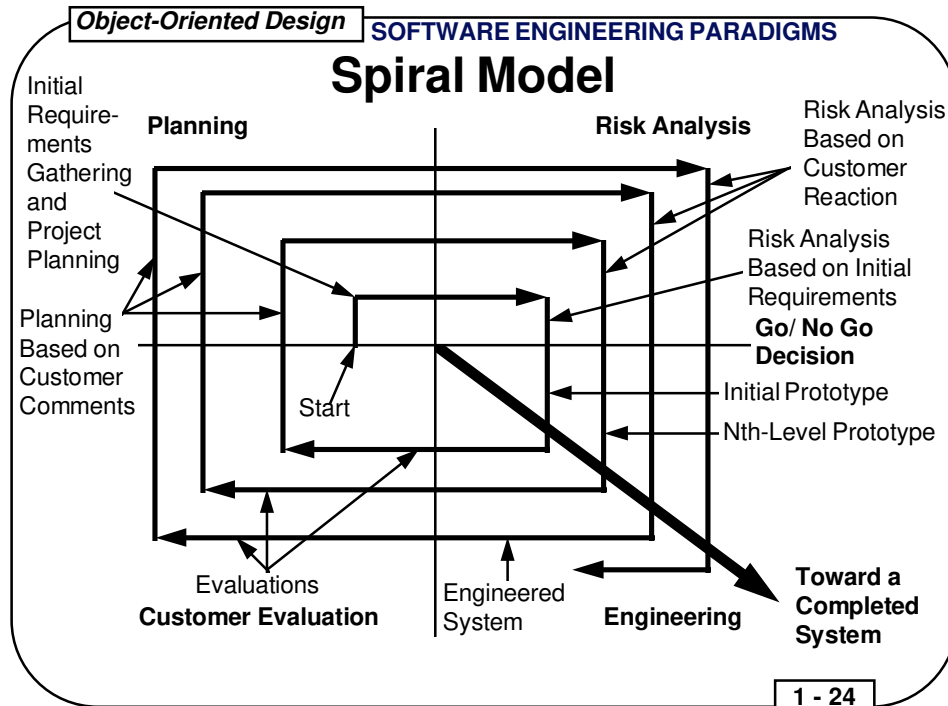 Object-Oriented Design
SOFTWARE ENGINEERING PARADIGMS
Spiral Model
Initial
Require-
ments
Gathering
and
Project
Planning
Planning
Risk Analysis
Risk Analysis
Based on
Customer
Reaction
Risk Analysis
Based on Initial
Requirements
Go/ No Go
Decision
Planning
Based on
Customer
Comments
Start
Initial Prototype
Nth-Level Prototype
Evaluations
Customer Evaluation
Engineered
System
Engineering
Toward a
Completed
System
1 - 24